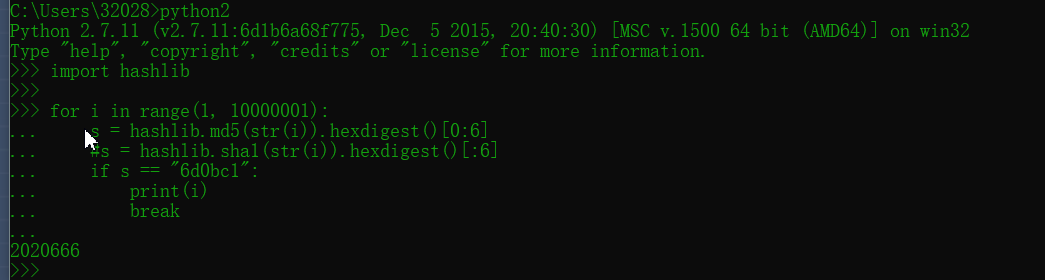 C:\Users\32028>python2
Python 2.7.11 (v2.7.11:6d1b6a68f775, Dec  5 2015, 20:40:30) [MSC v.1500 64 bit (AMD64)] on win32
Type "help", "copyright", "credits" or "license" for more information.
>>> import hashlib
>>>
>>> for i in range(1, 10000001):
...     s = hashlib.md5(str(i)).hexdigest()[0:6]
...     #s = hashlib.sha1(str(i)).hexdigest()[:6]
...     if s == "6d0bc1":
...         print(i)
...         break
...
2020666
>>>